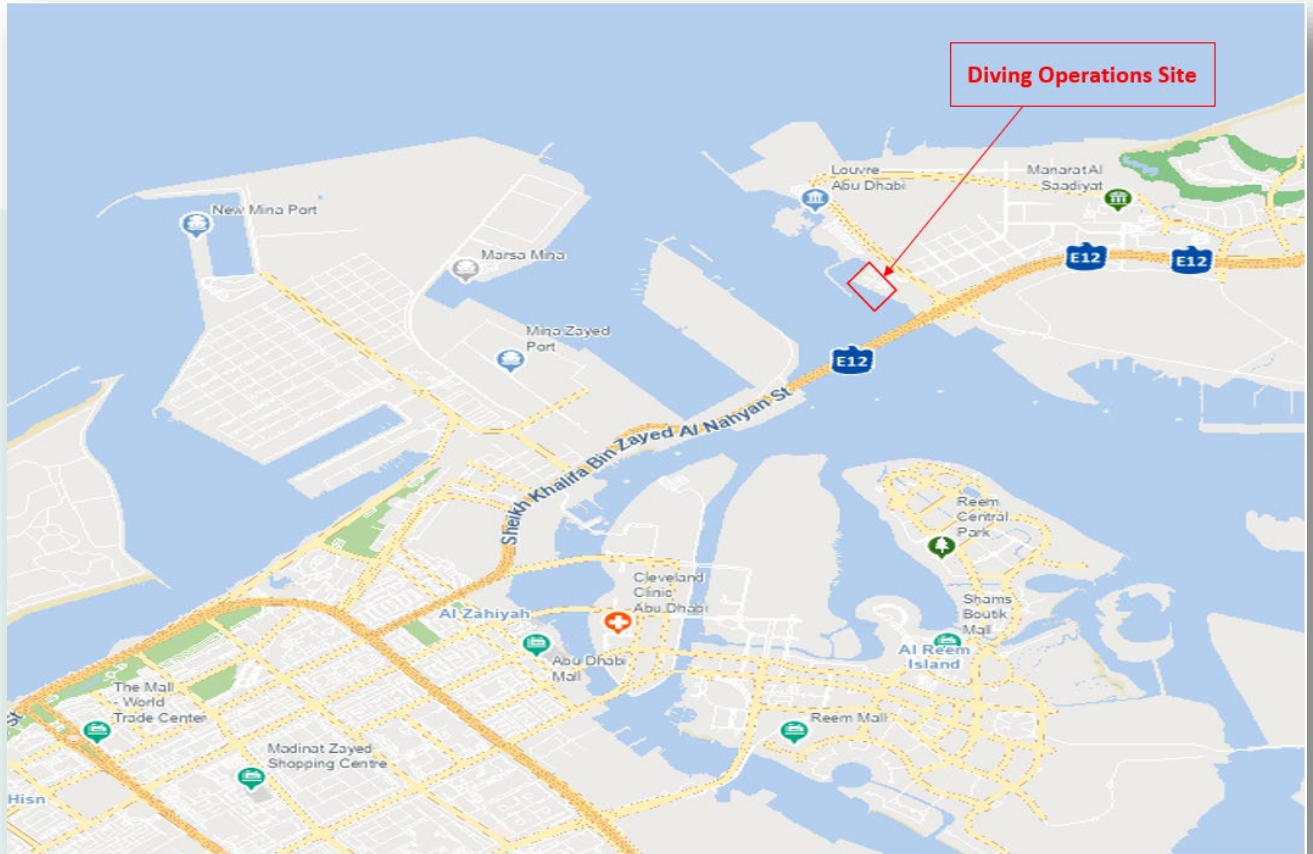 Diving Operations Site
Louvre
Abu Dhabi
Manarat Al
Saadiyat
New Mina Port
E12
E12
Marsa Mina
Mina Zayed
Port
E12
Sheikh Khalifa Bin Zayed Al Nahyan St
Reem
Central
Park
Cleveland
Clinic
Abu Dhabi
Shams
Boutik
Mall
Al Zahiyah
Abu Dhabi
Mall
Al Reem
Island
The Mall
- World
Trade Center
St
Reem Mall
Madinat Zayed
Shopping Centre
Hisn